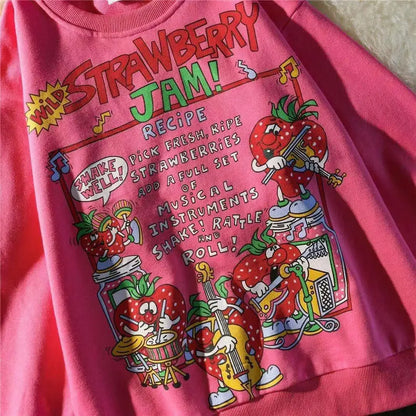 WILD
STRAWBERRY
JAM!
RECIPE
PICK FRESH, RIPE
STRAWBERRIES
ADD A FULL SET
OF
MUSICAL
INSTRUMENTS
SHAKE! RATTLE
AND
ROLL!
SHAKE
WELL!